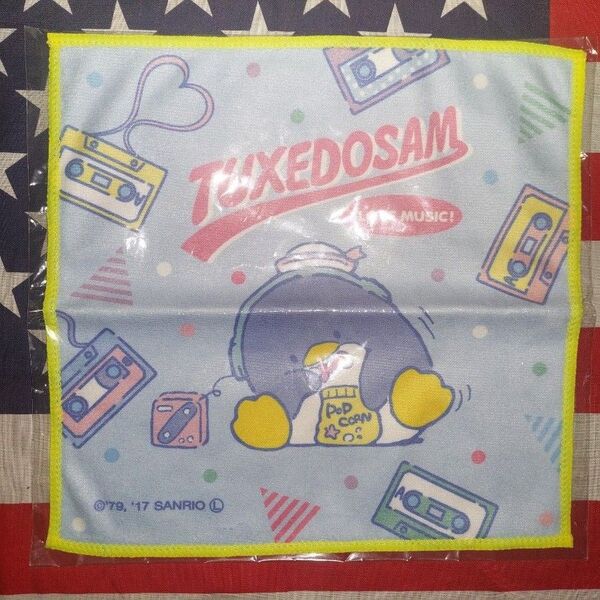 TUXEDOSAM
MUSIC!
POP
CORN
A
A
A
©'79, '17 SANRIO Ⓛ